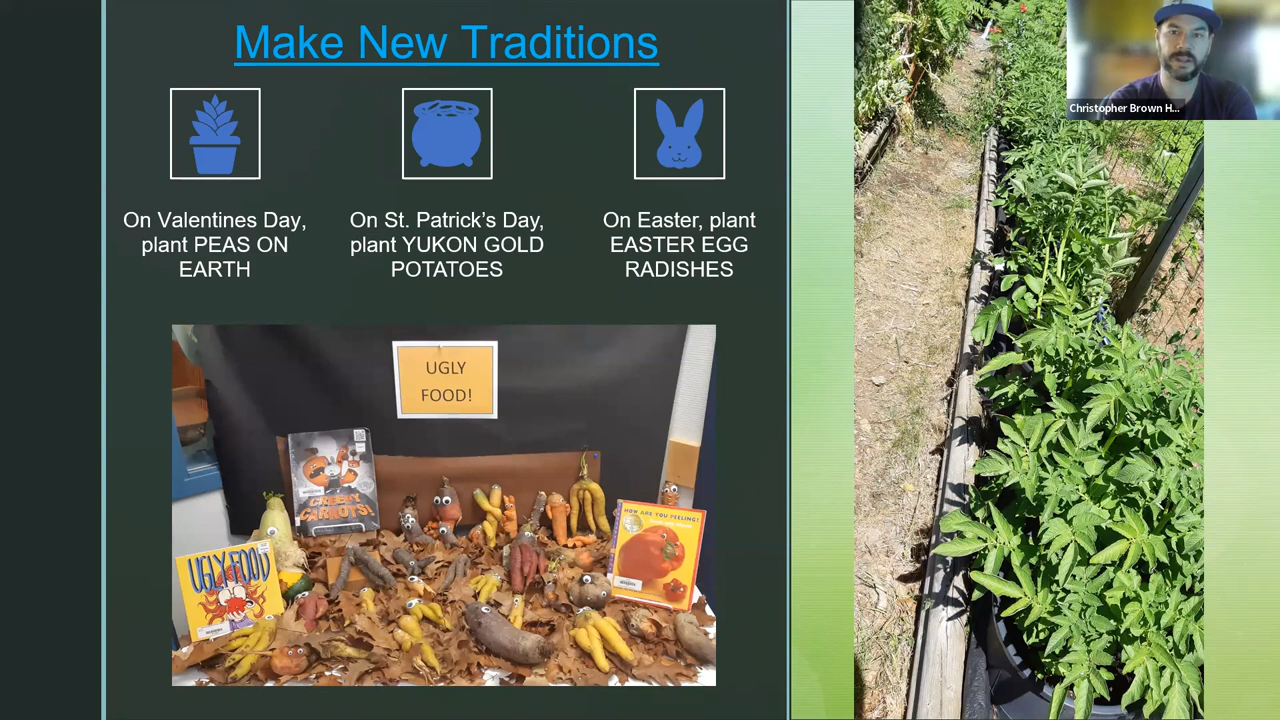 Make New Traditions
On Valentines Day,
plant PEAS ON
EARTH
On St. Patrick’s Day,
plant YUKON GOLD
POTATOES
On Easter, plant
EASTER EGG
RADISHES
UGLY
FOOD!
CREEPY
CARROTS!
UGLY FOOD
HOW ARE YOU PEELING?
Christopher Brown H...